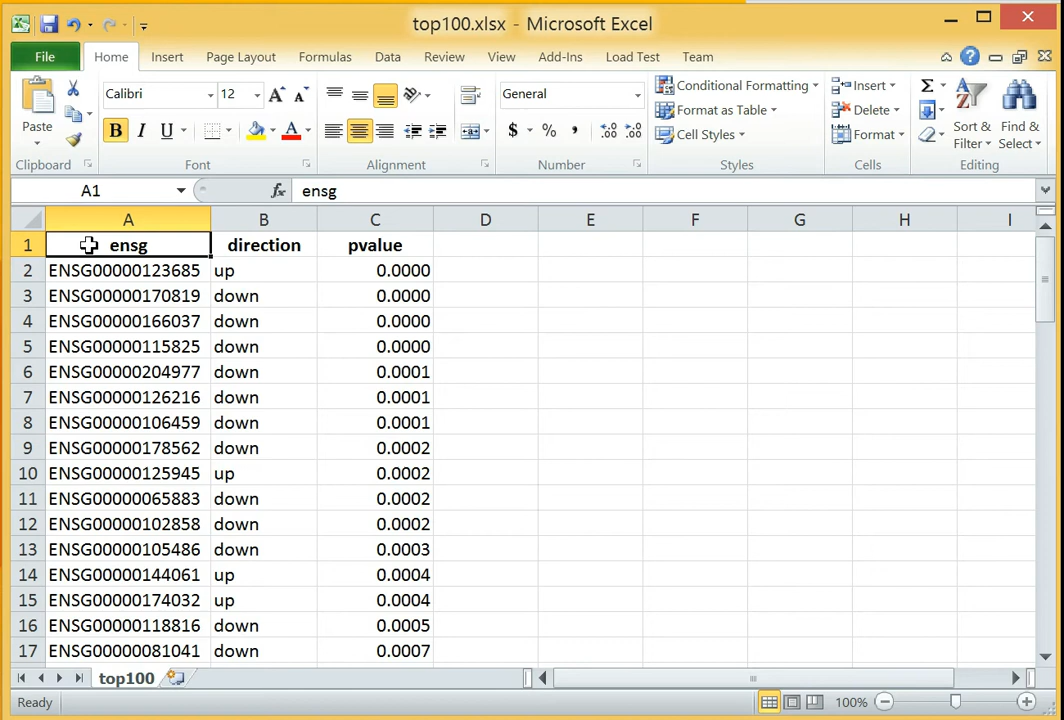 top100.xlsx - Microsoft Excel
File Home Insert Page Layout Formulas Data Review View Add-Ins Load Test Team
Paste
Clipboard
Calibri 12
B I U A
Font
Alignment
General
$ % ,
Number
Conditional Formatting
Format as Table
Cell Styles
Styles
Insert
Delete
Format
Cells
Σ
Sort & Filter
Find & Select
Editing
A1 fx ensg
A B C D E F G H I
1 ensg direction pvalue
2 ENSG00000123685 up 0.0000
3 ENSG00000170819 down 0.0000
4 ENSG00000166037 down 0.0000
5 ENSG00000115825 down 0.0000
6 ENSG00000204977 down 0.0001
7 ENSG00000126216 down 0.0001
8 ENSG00000106459 down 0.0001
9 ENSG00000178562 down 0.0002
10 ENSG00000125945 up 0.0002
11 ENSG00000065883 down 0.0002
12 ENSG00000102858 down 0.0002
13 ENSG00000105486 down 0.0003
14 ENSG00000144061 up 0.0004
15 ENSG00000174032 up 0.0004
16 ENSG00000118816 down 0.0005
17 ENSG00000081041 down 0.0007
top100
Ready 100%